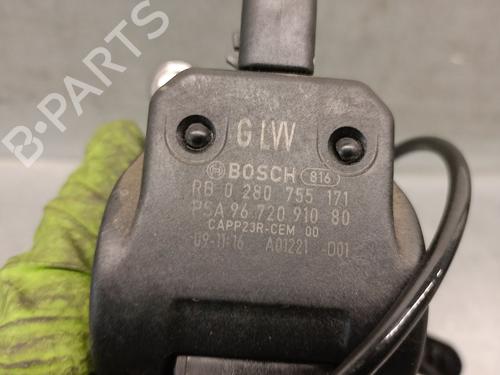 B-PARTS
GLW
BOSCH 816
RB 0 280 755 171
PSA 96 720 910 80
CAPP23R-CEM 00
09-11-16 A01221 -001